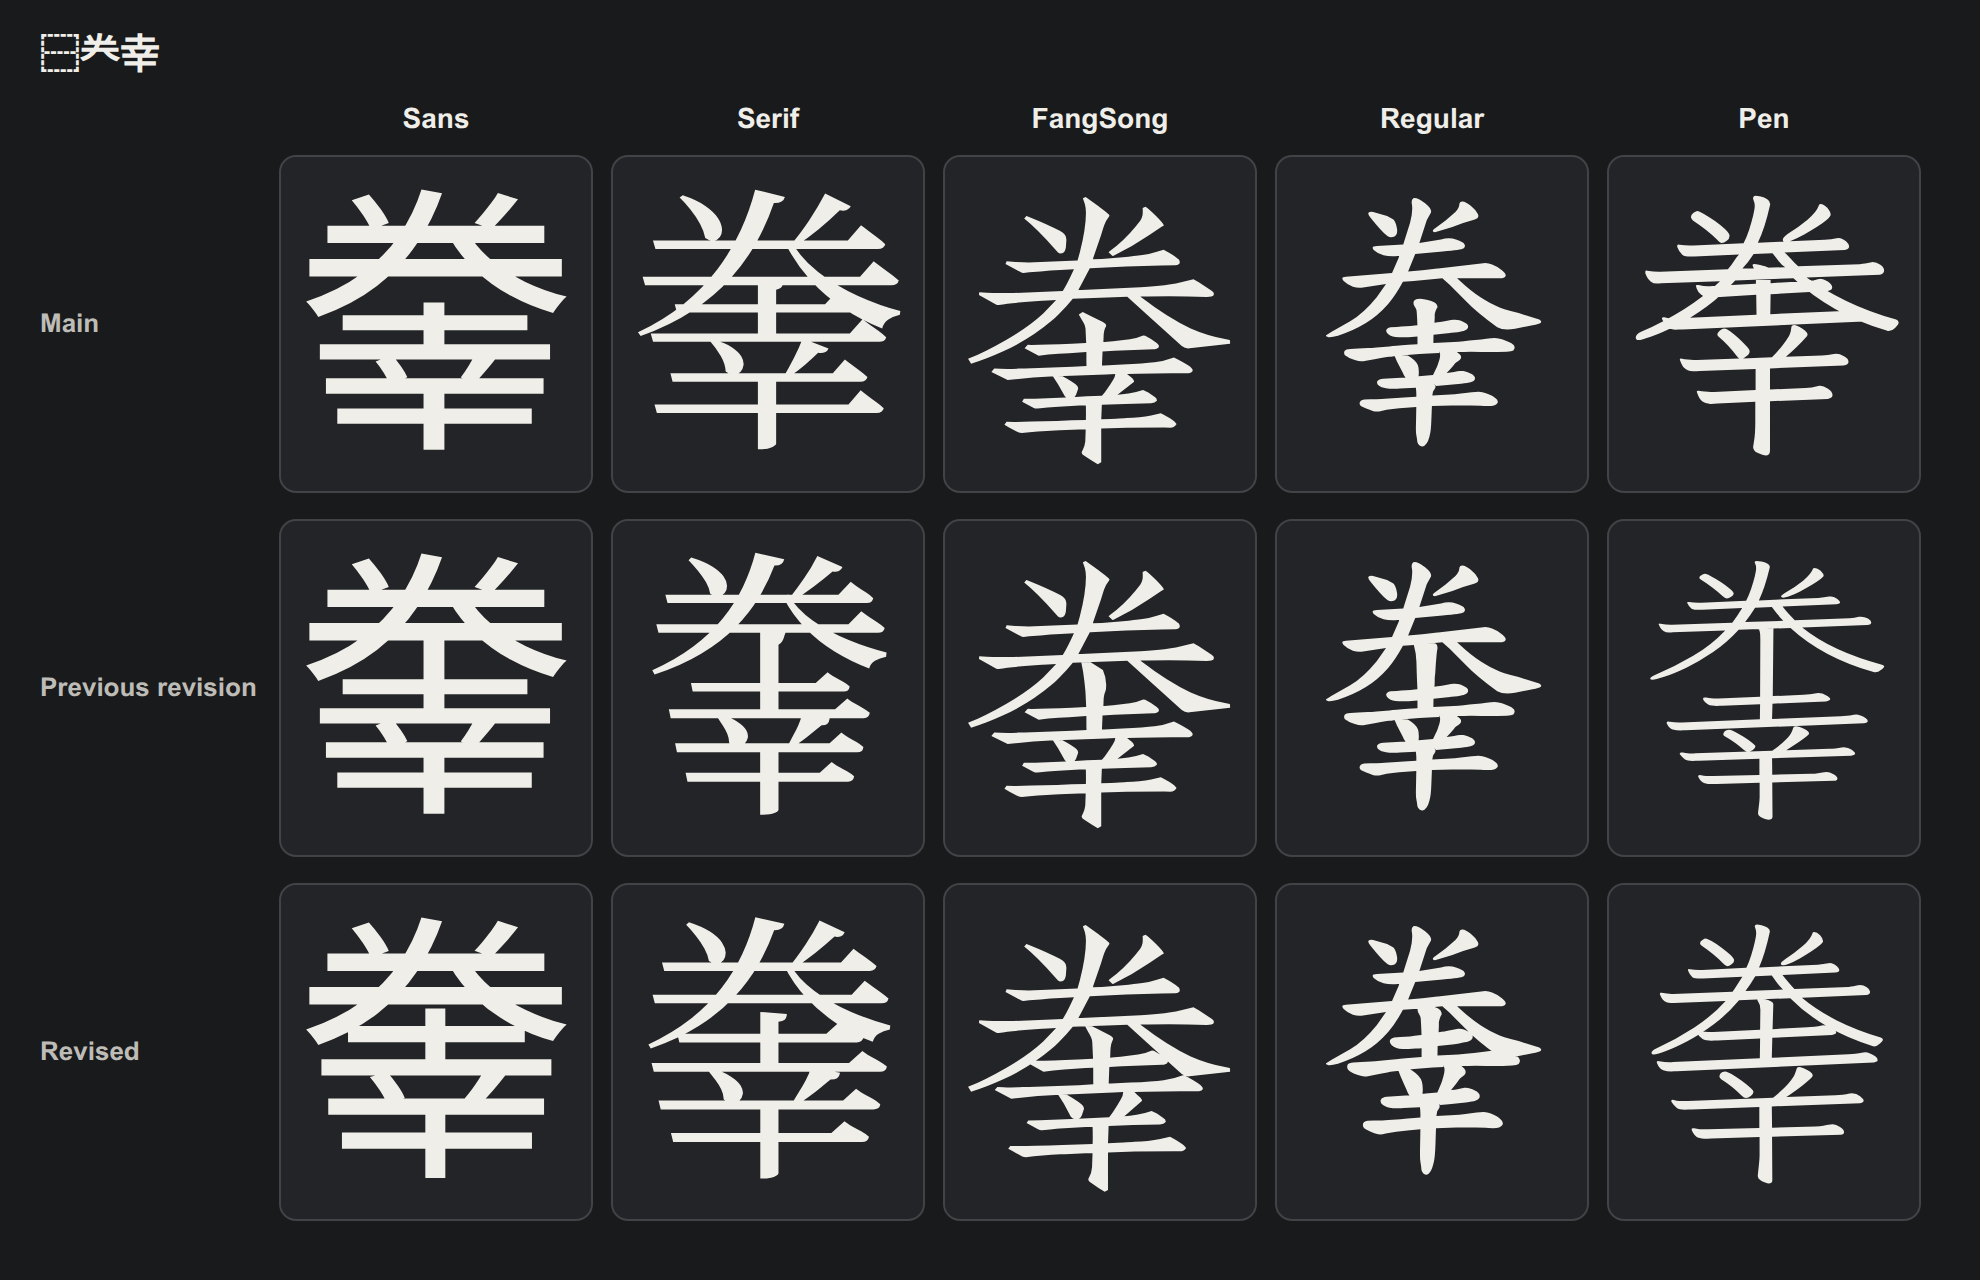 ⿱龹幸
Sans Serif FangSong Regular Pen
Main
Previous revision
Revised